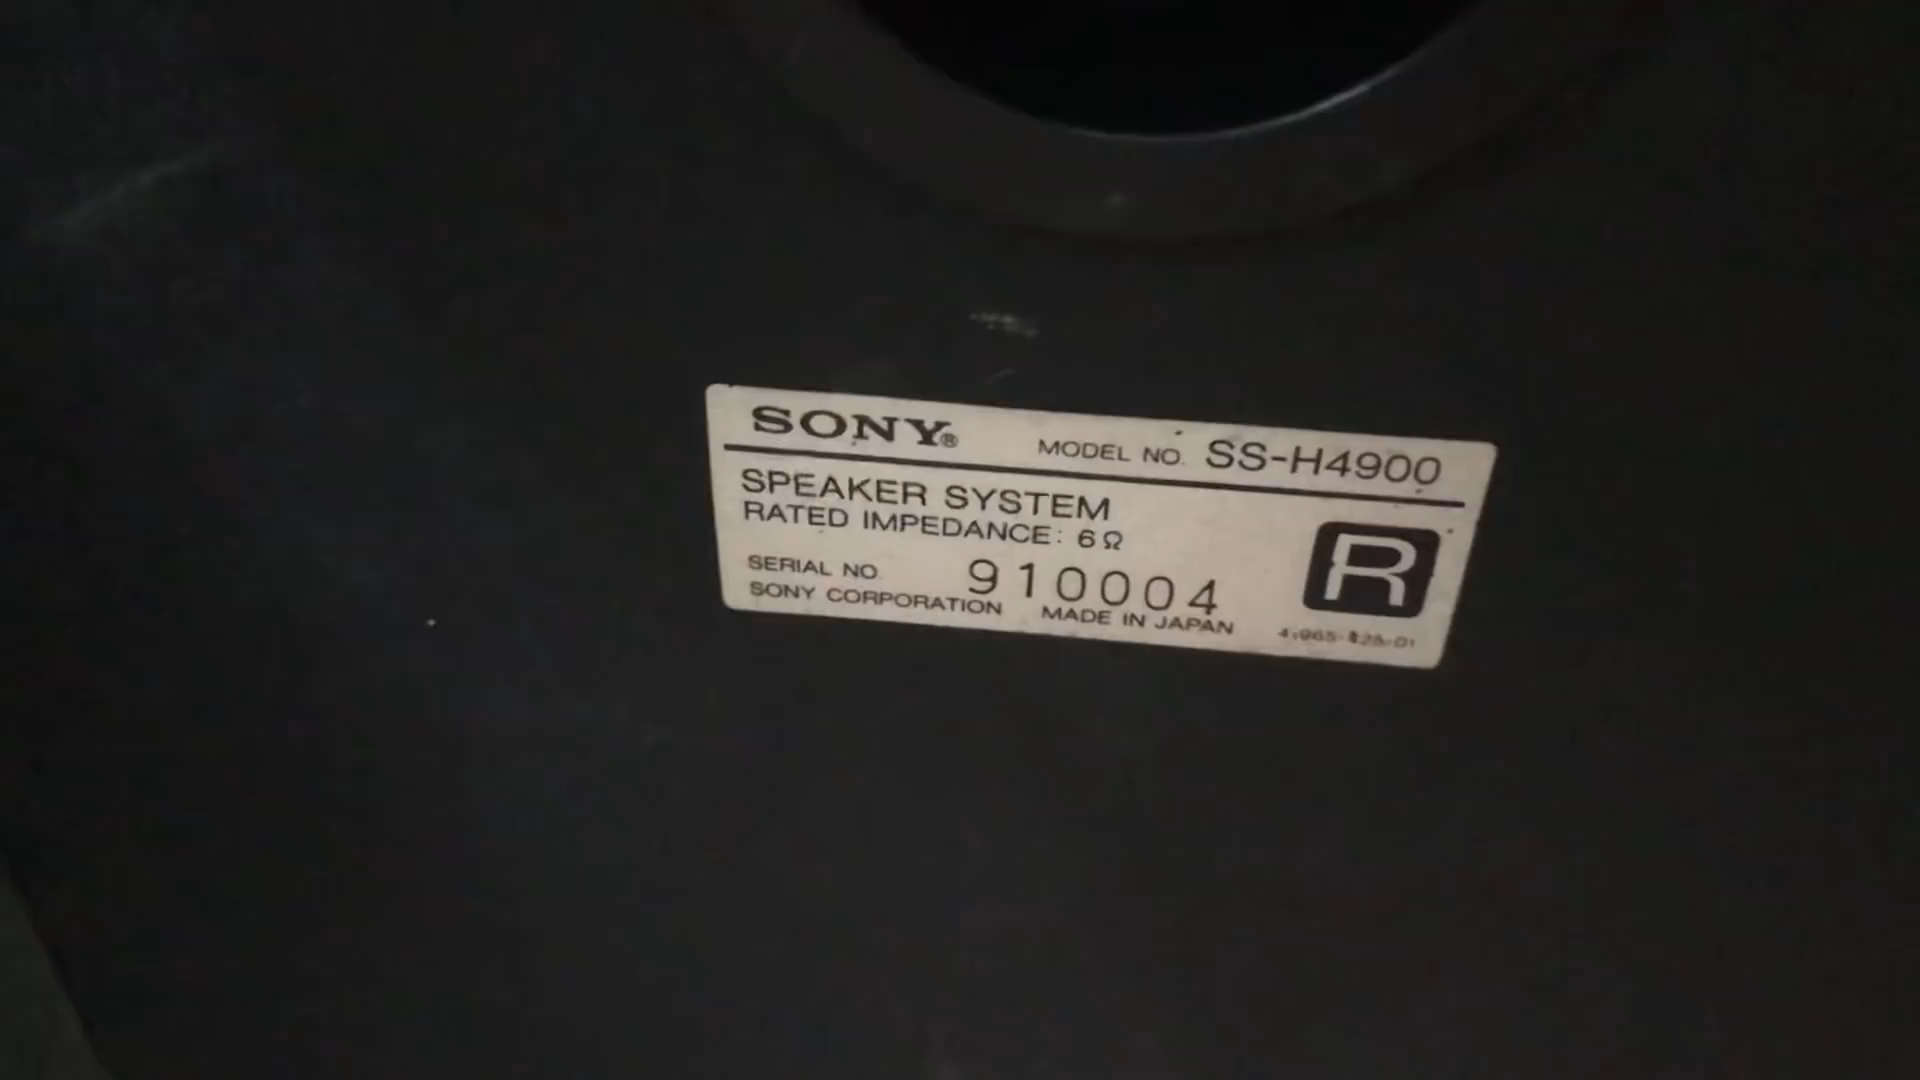 SONY®
MODEL NO. SS-H4900
SPEAKER SYSTEM
RATED IMPEDANCE: 6Ω
R
SERIAL NO. 910004
SONY CORPORATION MADE IN JAPAN